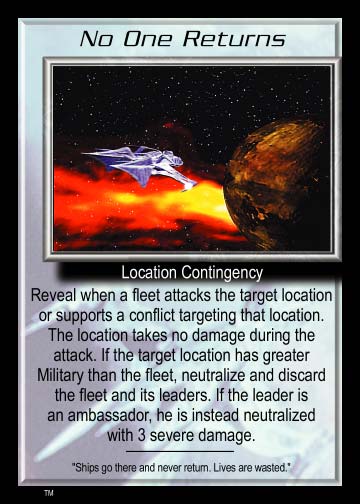 No One Returns
Location Contingency
Reveal when a fleet attacks the target location
or supports a conflict targeting that location.
The location takes no damage during the
attack. If the target location has greater
Military than the fleet, neutralize and discard
the fleet and its leaders. If the leader is
an ambassador, he is instead neutralized
with 3 severe damage.
"Ships go there and never return. Lives are wasted."
TM